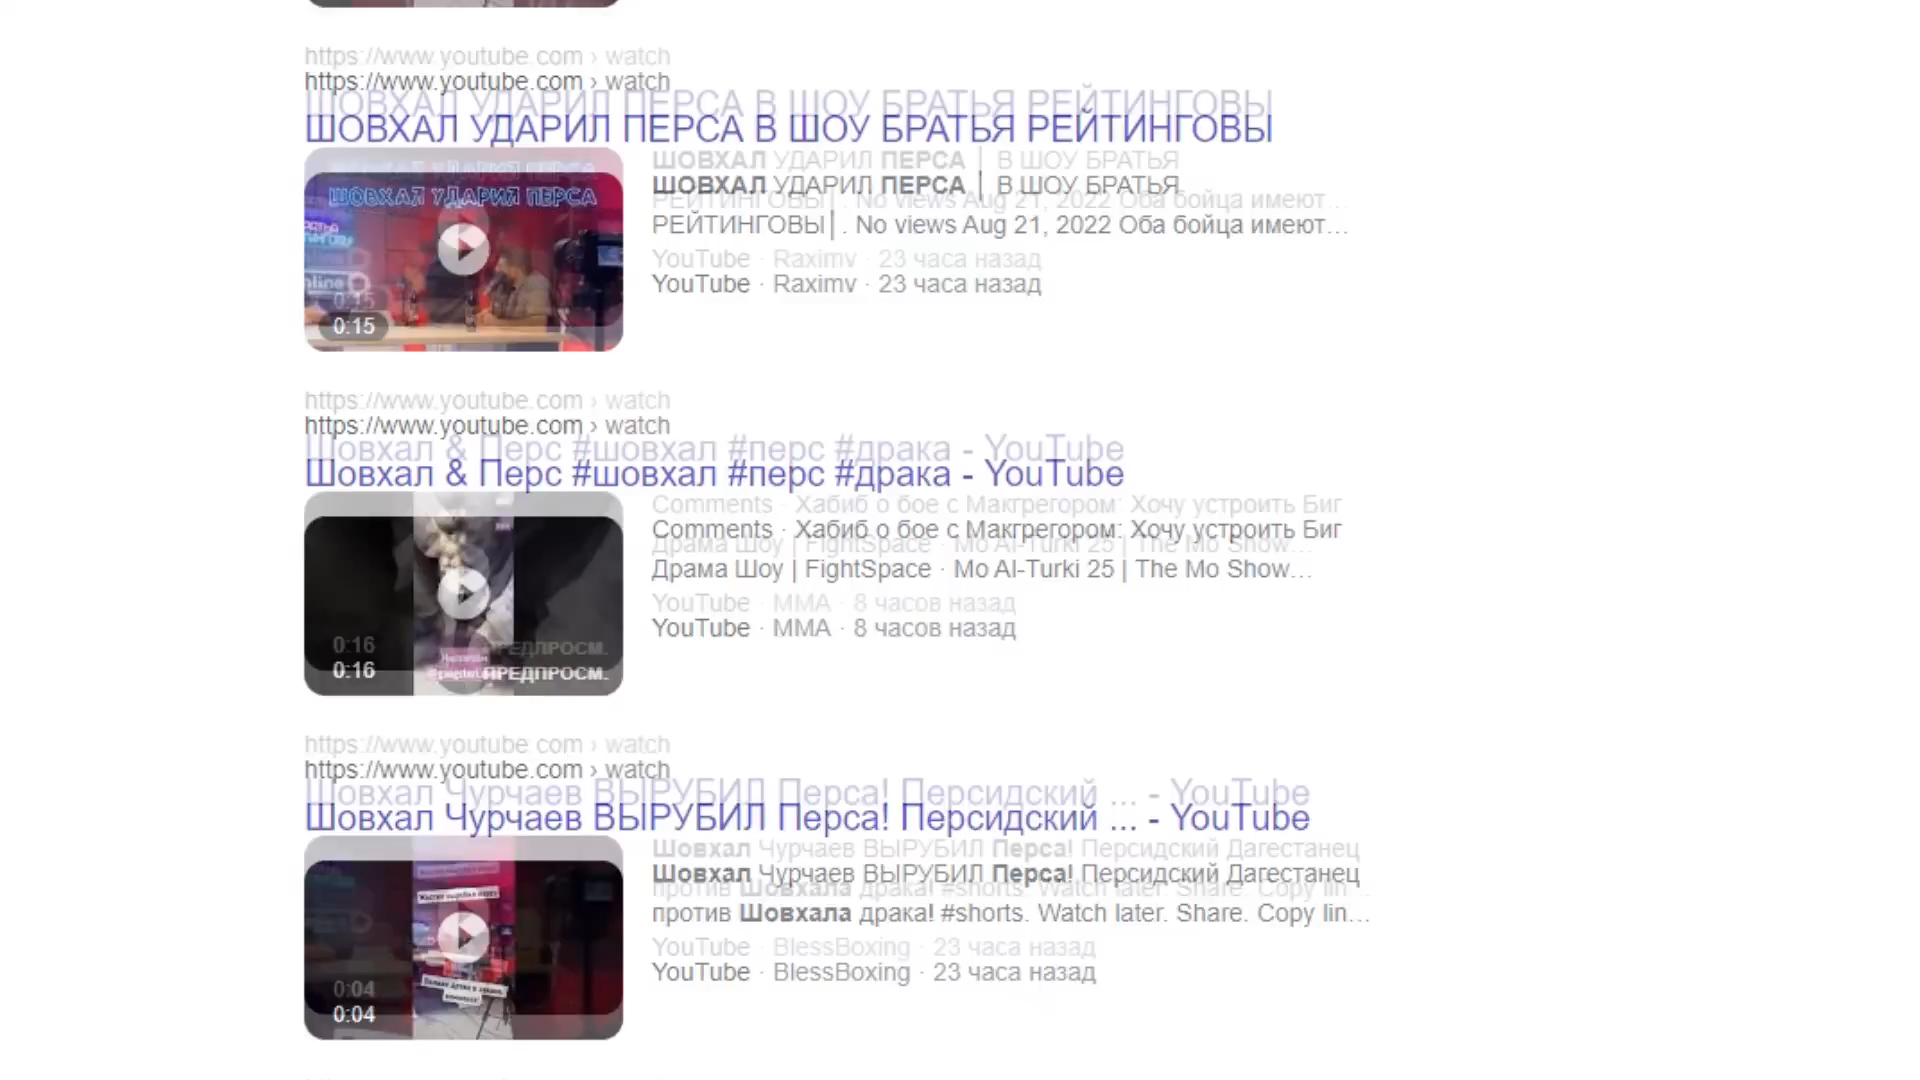 https://www.youtube.com › watch
ШОВХАЛ УДАРИЛ ПЕРСА В ШОУ БРАТЬЯ РЕЙТИНГОВЫ
ШОВХАЛ УДАРИЛ ПЕРСА
ШОВХАЛ УДАРИЛ ПЕРСА │ В ШОУ БРАТЬЯ
РЕЙТИНГОВЫ│. No views Aug 21, 2022 Оба бойца имеют...
YouTube · Raximv · 23 часа назад
0:15
https://www.youtube.com › watch
Шовхал & Перс #шовхал #перс #драка - YouTube
Comments · Хабиб о бое с Макгрегором: Хочу устроить Биг
Драма Шоу | FightSpace · Mo Al-Turki 25 | The Mo Show...
YouTube · MMA · 8 часов назад
0:16
ПРЕДПРОСМ.
https://www.youtube.com › watch
Шовхал Чурчаев ВЫРУБИЛ Перса! Персидский ... - YouTube
Шовхал Чурчаев ВЫРУБИЛ Перса! Персидский Дагестанец
против Шовхала драка! #shorts. Watch later. Share. Copy lin...
YouTube · BlessBoxing · 23 часа назад
0:04